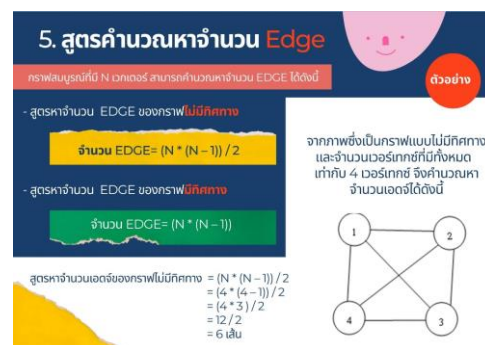 5. สูตรคำนวณหาจำนวน Edge
กราฟสมบูรณ์ที่มี N เวกเตอร์ สามารถคำนวณหาจำนวน EDGE ได้ดังนี้
ตัวอย่าง
- สูตรหาจำนวน EDGE ของกราฟไม่มีทิศทาง
จำนวน EDGE= (N * (N – 1)) / 2
- สูตรหาจำนวน EDGE ของกราฟมีทิศทาง
จำนวน EDGE= (N * (N – 1))
จากภาพซึ่งเป็นกราฟแบบไม่มีทิศทาง
และจำนวนเวอร์เทกซ์ที่มีทั้งหมด
เท่ากับ 4 เวอร์เทกซ์ จึงคำนวณหา
จำนวนเอดจ์ได้ดังนี้
1
2
4
3
สูตรหาจำนวนเอดจ์ของกราฟไม่มีทิศทาง = (N * (N – 1)) / 2
= (4 * (4 – 1)) / 2
= (4 * 3 ) / 2
= 12 / 2
= 6 เส้น